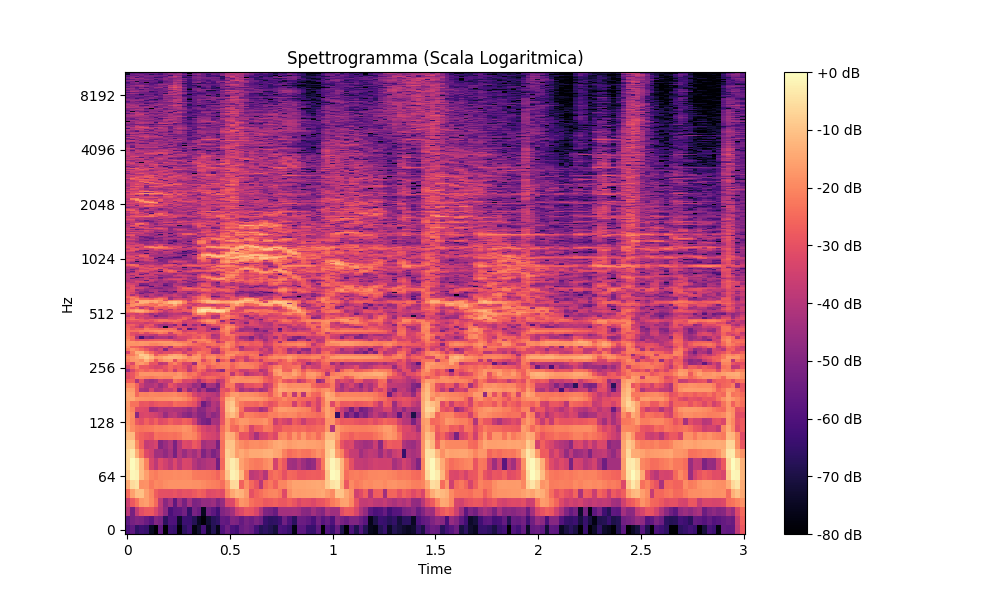 Spettrogramma (Scala Logaritmica)
8192
4096
2048
1024
512
256
128
64
0
Hz
0
0.5
1
1.5
2
2.5
3
Time
+0 dB
-10 dB
-20 dB
-30 dB
-40 dB
-50 dB
-60 dB
-70 dB
-80 dB